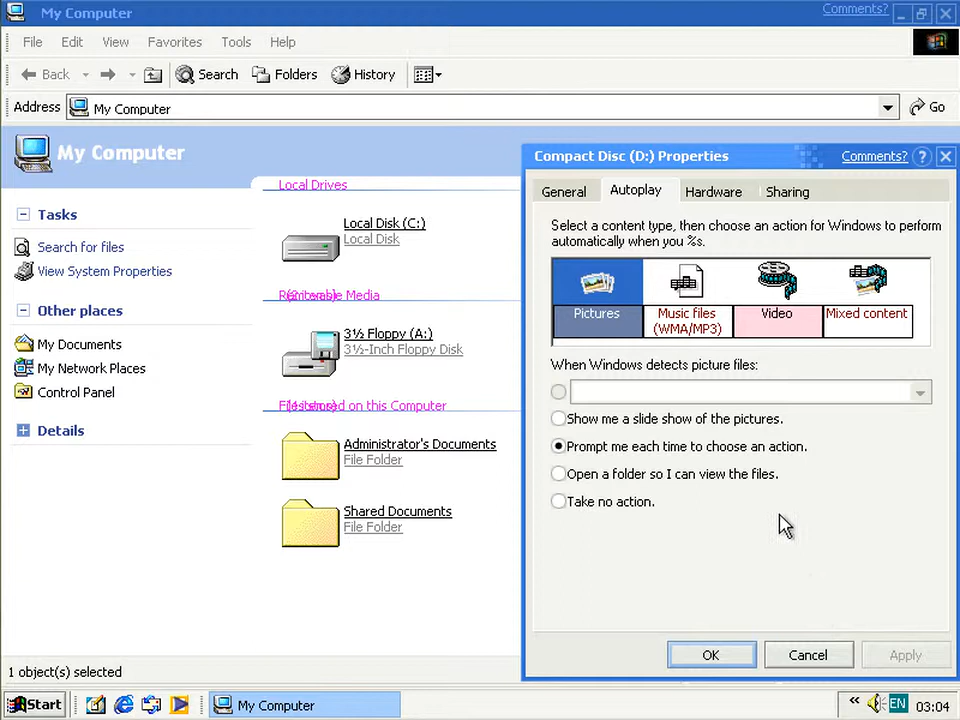 My Computer
Comments?
File Edit View Favorites Tools Help
Back Search Folders History
Address My Computer Go
My Computer
Tasks
Search for files
View System Properties
Other places
My Documents
My Network Places
Control Panel
Details
Local Drives
Local Disk (C:)
Local Disk
Media
3½ Floppy (A:)
3½-Inch Floppy Disk
on this Computer
Administrator's Documents
File Folder
Shared Documents
File Folder
Compact Disc (D:) Properties
Comments?
General Autoplay Hardware Sharing
Select a content type, then choose an action for Windows to perform
automatically when you %s.
Pictures Music files Video Mixed content
(WMA/MP3)
When Windows detects picture files:
Show me a slide show of the pictures.
Prompt me each time to choose an action.
Open a folder so I can view the files.
Take no action.
OK Cancel Apply
1 object(s) selected
Start My Computer EN 03:04